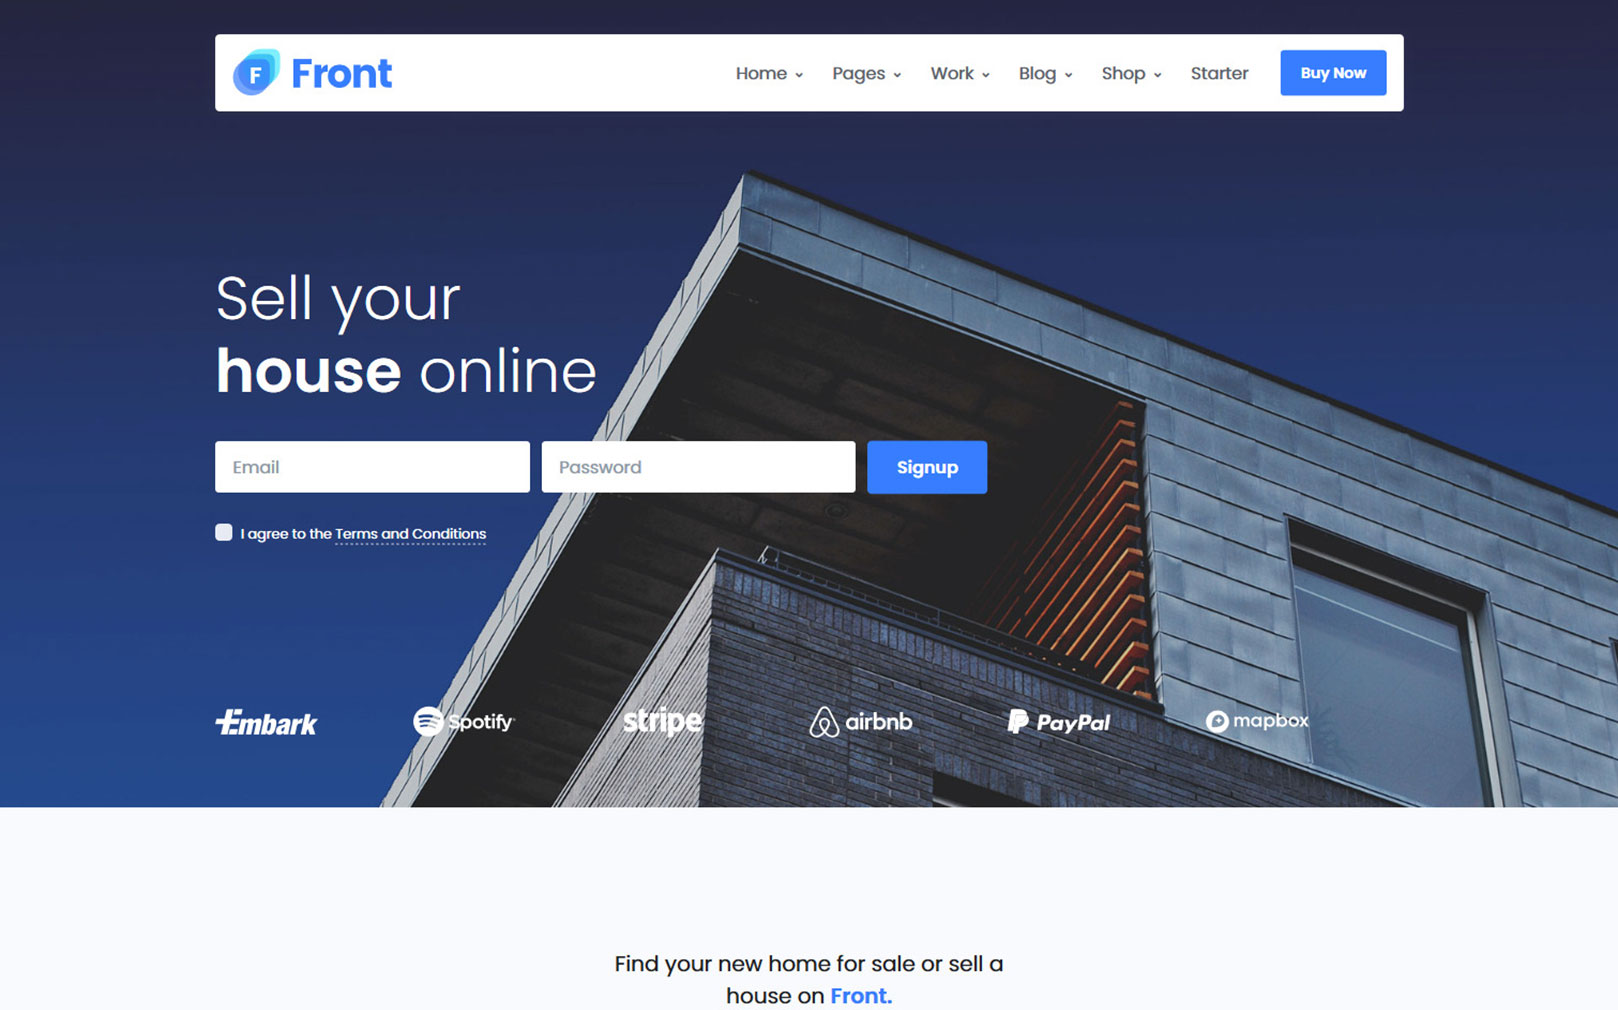 F Front
Home Pages Work Blog Shop Starter Buy Now
Sell your
house online
Email Password Signup
I agree to the Terms and Conditions
Embark Spotify stripe airbnb PayPal mapbox
Find your new home for sale or sell a
house on Front.